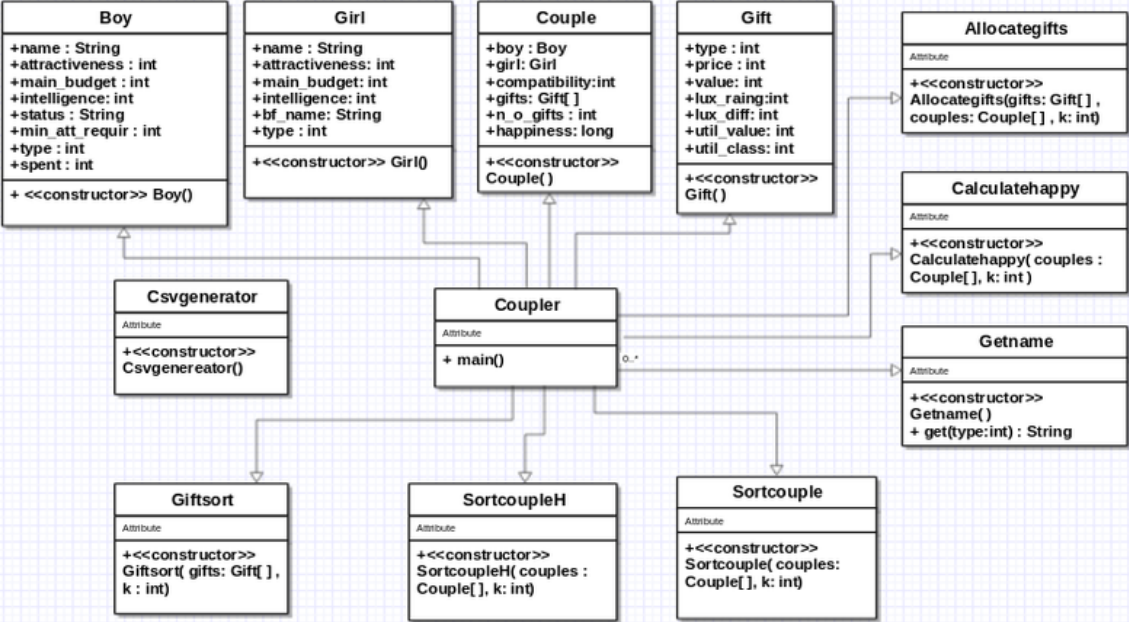 Boy
+name : String
+attractiveness : int
+main_budget : int
+intelligence: int
+status : String
+min_att_requir : int
+type : int
+spent : int
+ <<constructor>> Boy()
Girl
+name : String
+attractiveness: int
+main_budget: int
+intelligence: int
+bf_name: String
+type : int
+<<constructor>> Girl()
Couple
+boy : Boy
+girl: Girl
+compatibility:int
+gifts: Gift[ ]
+n_o_gifts : int
+happiness: long
+<<constructor>>
Couple( )
Gift
+type : int
+price : int
+value: int
+lux_raing:int
+lux_diff: int
+util_value: int
+util_class: int
+<<constructor>>
Gift( )
Allocategifts
Attribute
+<<constructor>>
Allocategifts(gifts: Gift[ ] ,
couples: Couple[ ] , k: int)
Calculatehappy
Attribute
+<<constructor>>
Calculatehappy( couples :
Couple[ ], k: int )
Csvgenerator
Attribute
+<<constructor>>
Csvgenereator()
Coupler
Attribute
+ main()
0..*
Getname
Attribute
+<<constructor>>
Getname( )
+ get(type:int) : String
Giftsort
Attribute
+<<constructor>>
Giftsort( gifts: Gift[ ] ,
k : int)
SortcoupleH
Attribute
+<<constructor>>
SortcoupleH( couples :
Couple[ ], k: int)
Sortcouple
Attribute
+<<constructor>>
Sortcouple( couples:
Couple[ ], k: int)